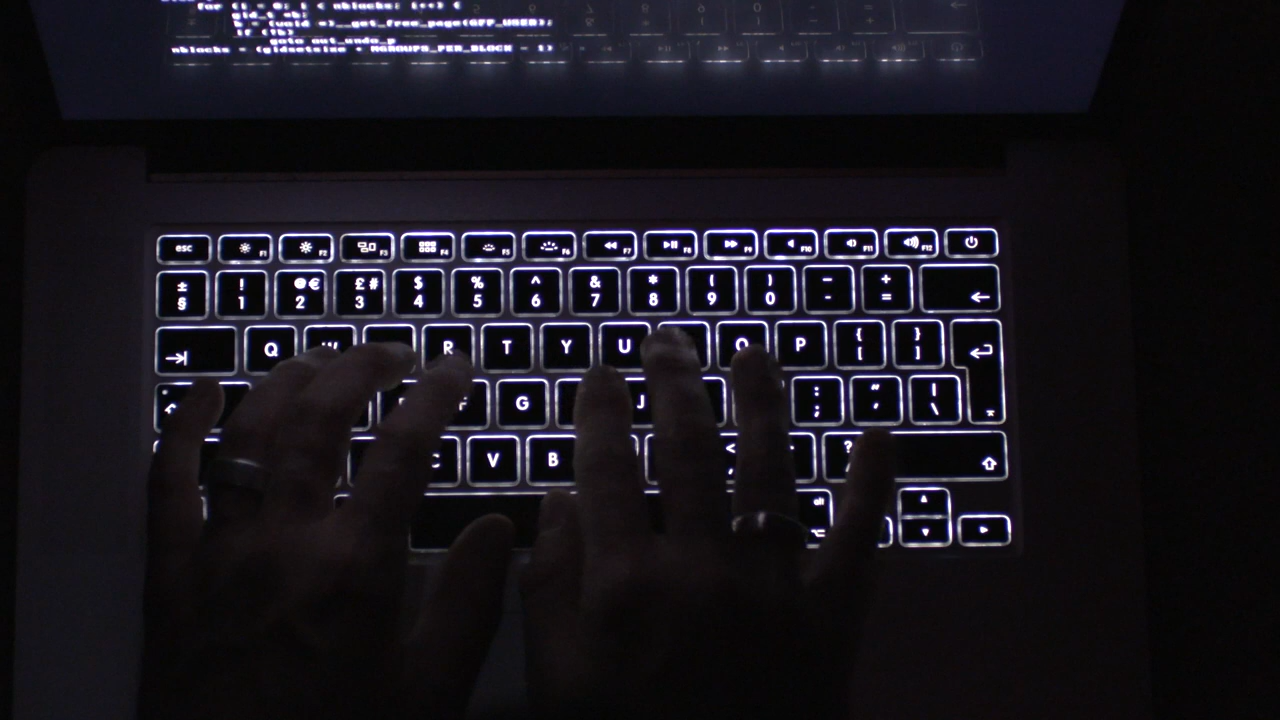 for (i = 0; i < nblocks; i++) {
gid_t *b;
b = (void *)__get_free_page(GFP_USER);
if (!b)
goto out_undo_p
nblocks = (gidsetsize + NGROUPS_PER_BLOCK - 1)
esc F1 F2 F3 F4 F5 F6 F7 F8 F9 F10 F11 F12
± ! @€ £# $ % ^ & * ( ) _ +
§ 1 2 3 4 5 6 7 8 9 0 - =
Q W R T Y U O P { }
[ ]
F G J : " |
; ' \
C V B < ?
alt